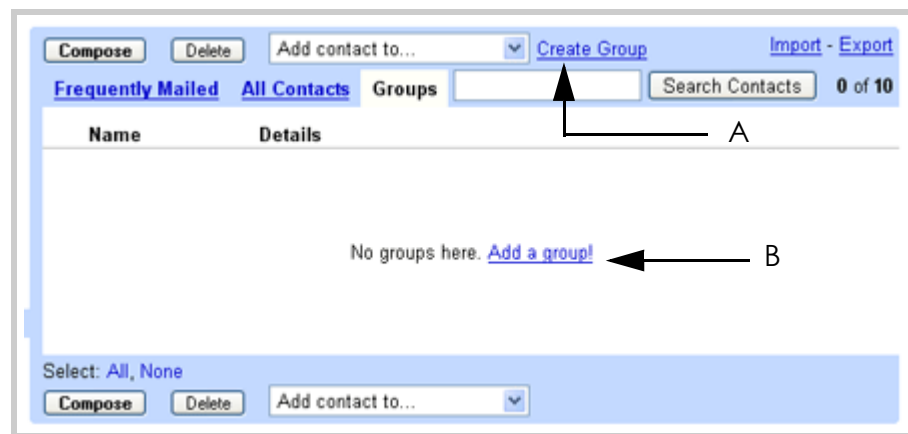 Compose Delete Add contact to... Create Group Import - Export
Frequently Mailed All Contacts Groups Search Contacts 0 of 10
Name Details A
No groups here. Add a group! B
Select: All, None
Compose Delete Add contact to...